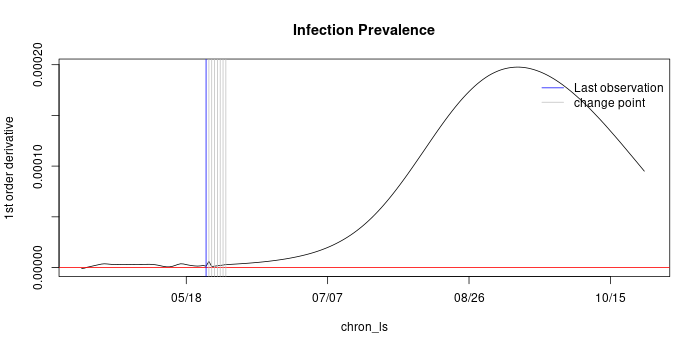 Infection Prevalence
1st order derivative
0.00020
0.00010
0.00000
Last observation
change point
05/18
07/07
08/26
10/15
chron_ls